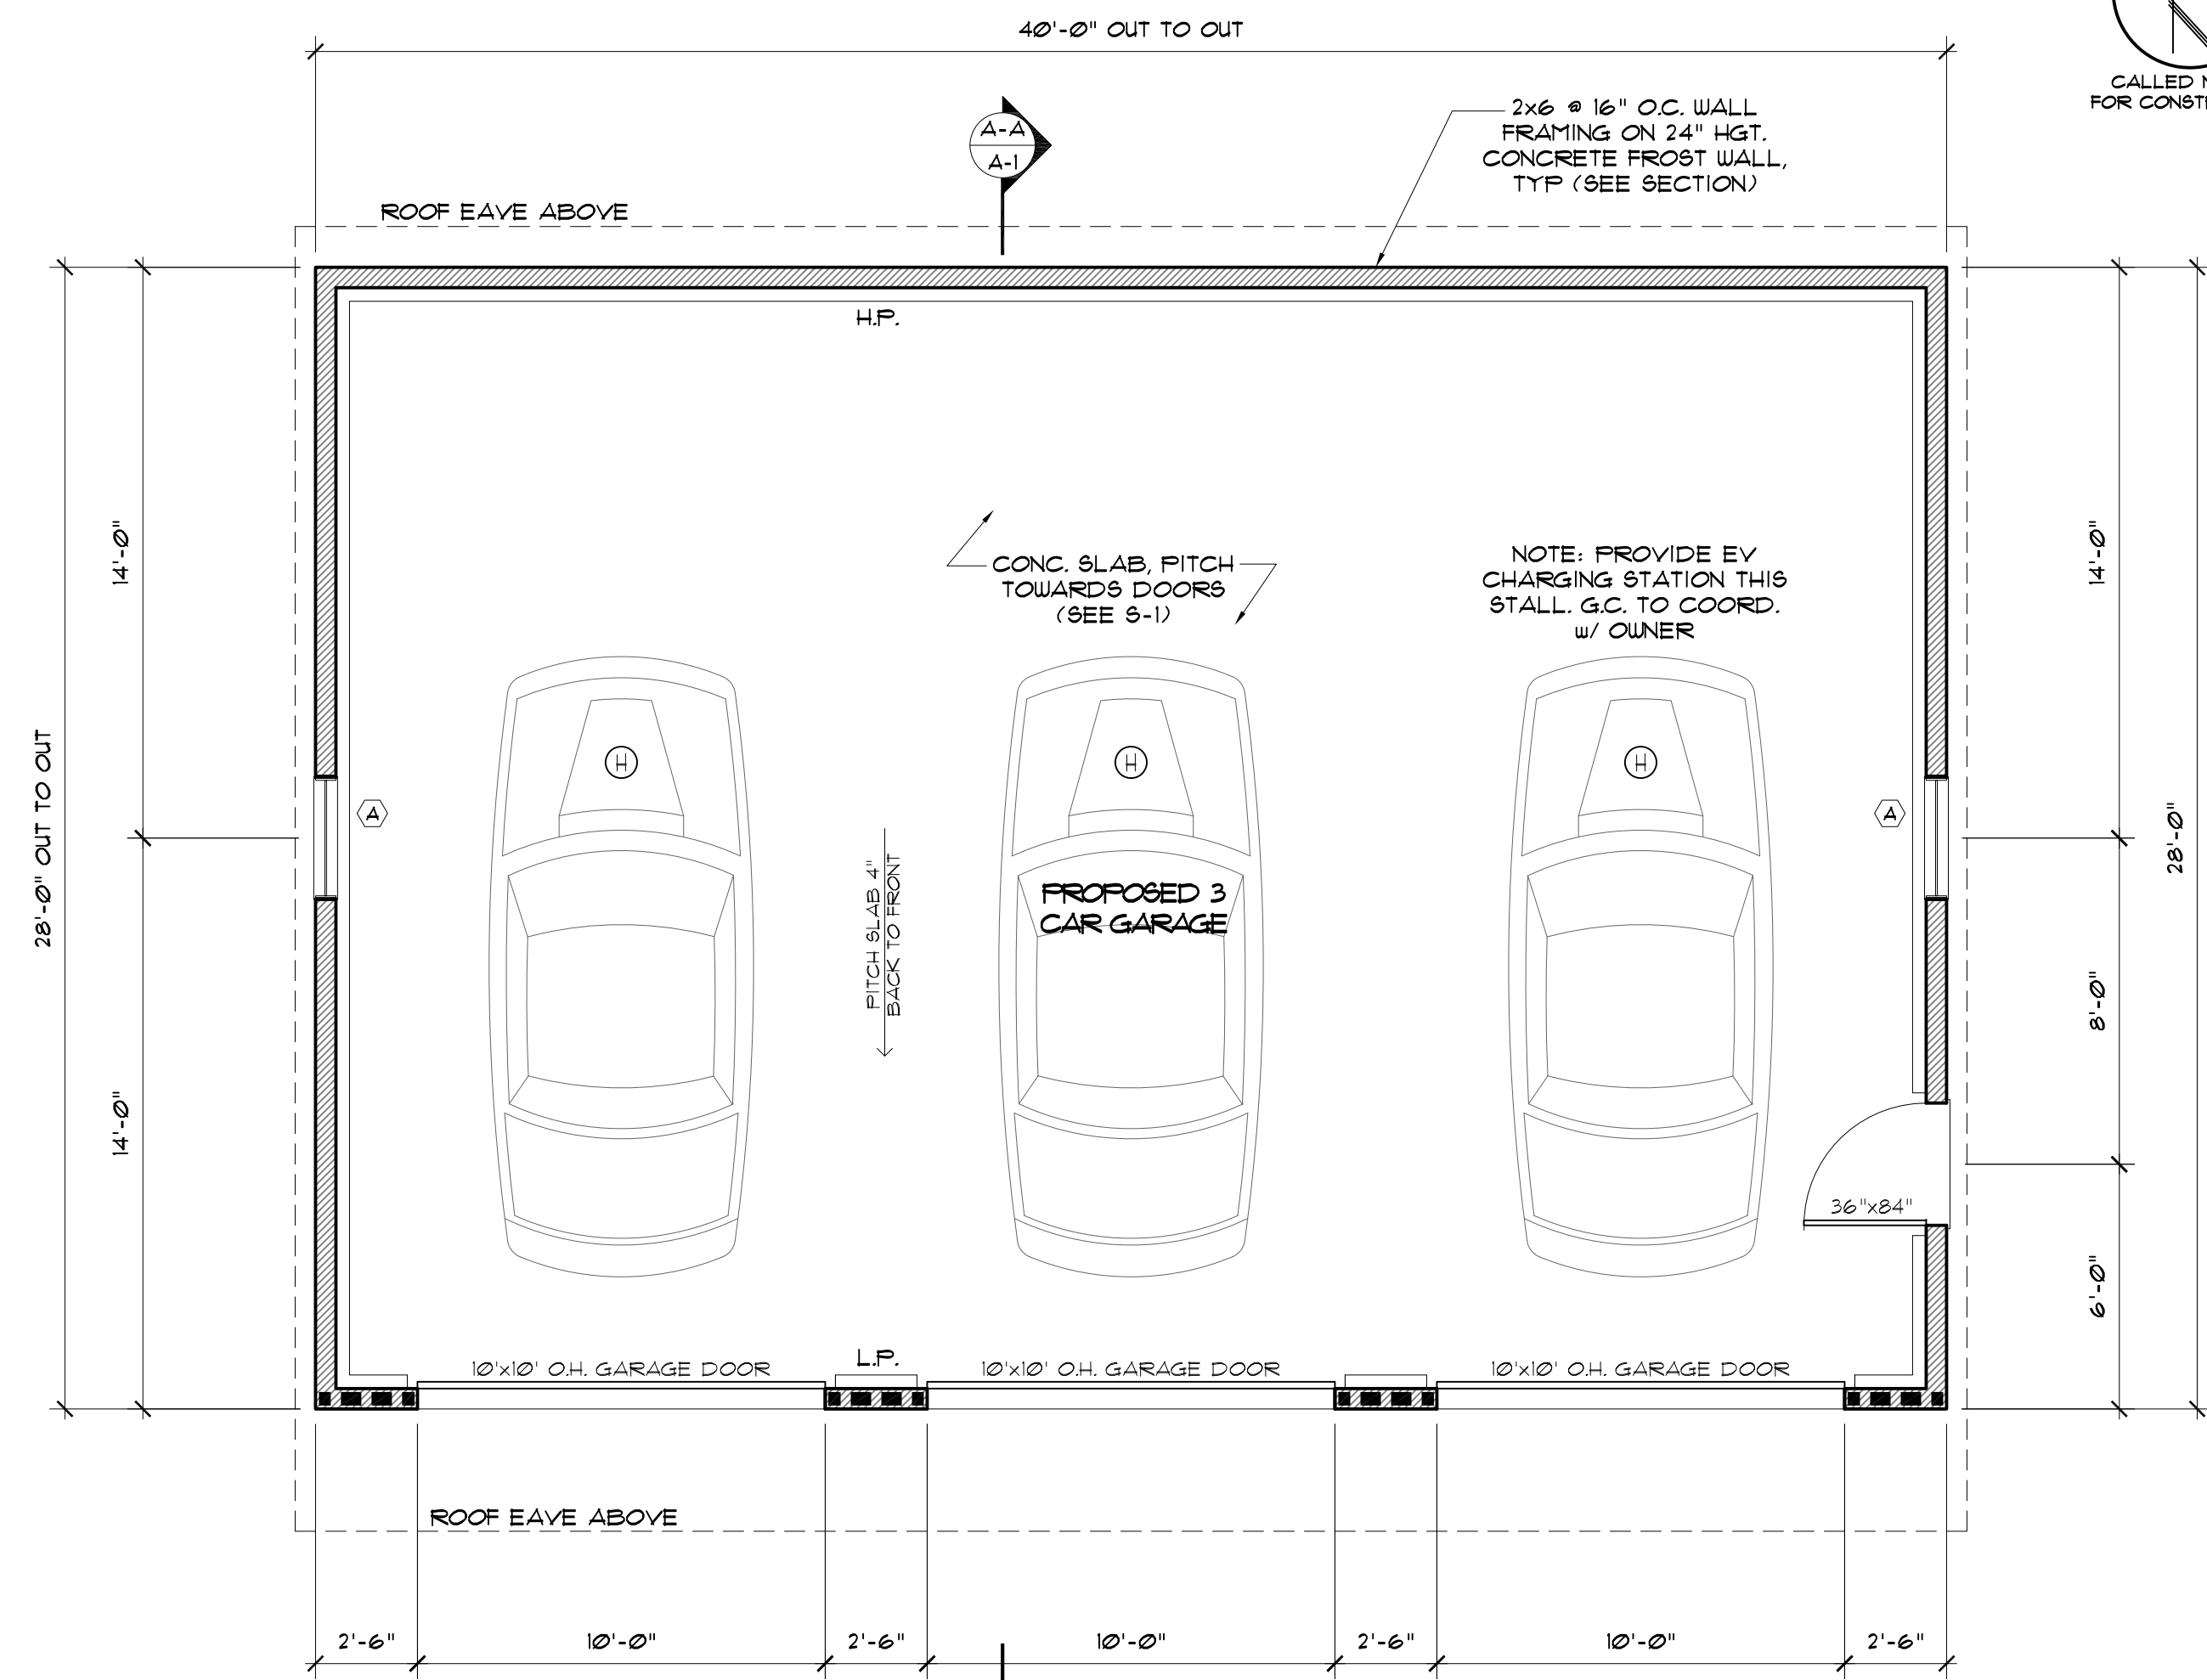 40'-0" OUT TO OUT
CALLED
FOR
A-A
A-1
2x6 @ 16" O.C. WALL
FRAMING ON 24" HGT.
CONCRETE FROST WALL,
TYP (SEE SECTION)
ROOF EAVE ABOVE
H.P.
14'-0"
14'-0"
CONC. SLAB, PITCH
TOWARDS DOORS
(SEE S-1)
NOTE: PROVIDE EV
CHARGING STATION THIS
STALL. G.C. TO COORD.
w/ OWNER
H
H
H
A
A
28'-0" OUT TO OUT
28'-0"
PITCH SLAB 4"
BACK TO FRONT
PROPOSED 3
CAR GARAGE
8'-0"
14'-0"
36"x84"
6'-0"
L.P.
10'x10' O.H. GARAGE DOOR
10'x10' O.H. GARAGE DOOR
10'x10' O.H. GARAGE DOOR
ROOF EAVE ABOVE
2'-6"
10'-0"
2'-6"
10'-0"
2'-6"
10'-0"
2'-6"